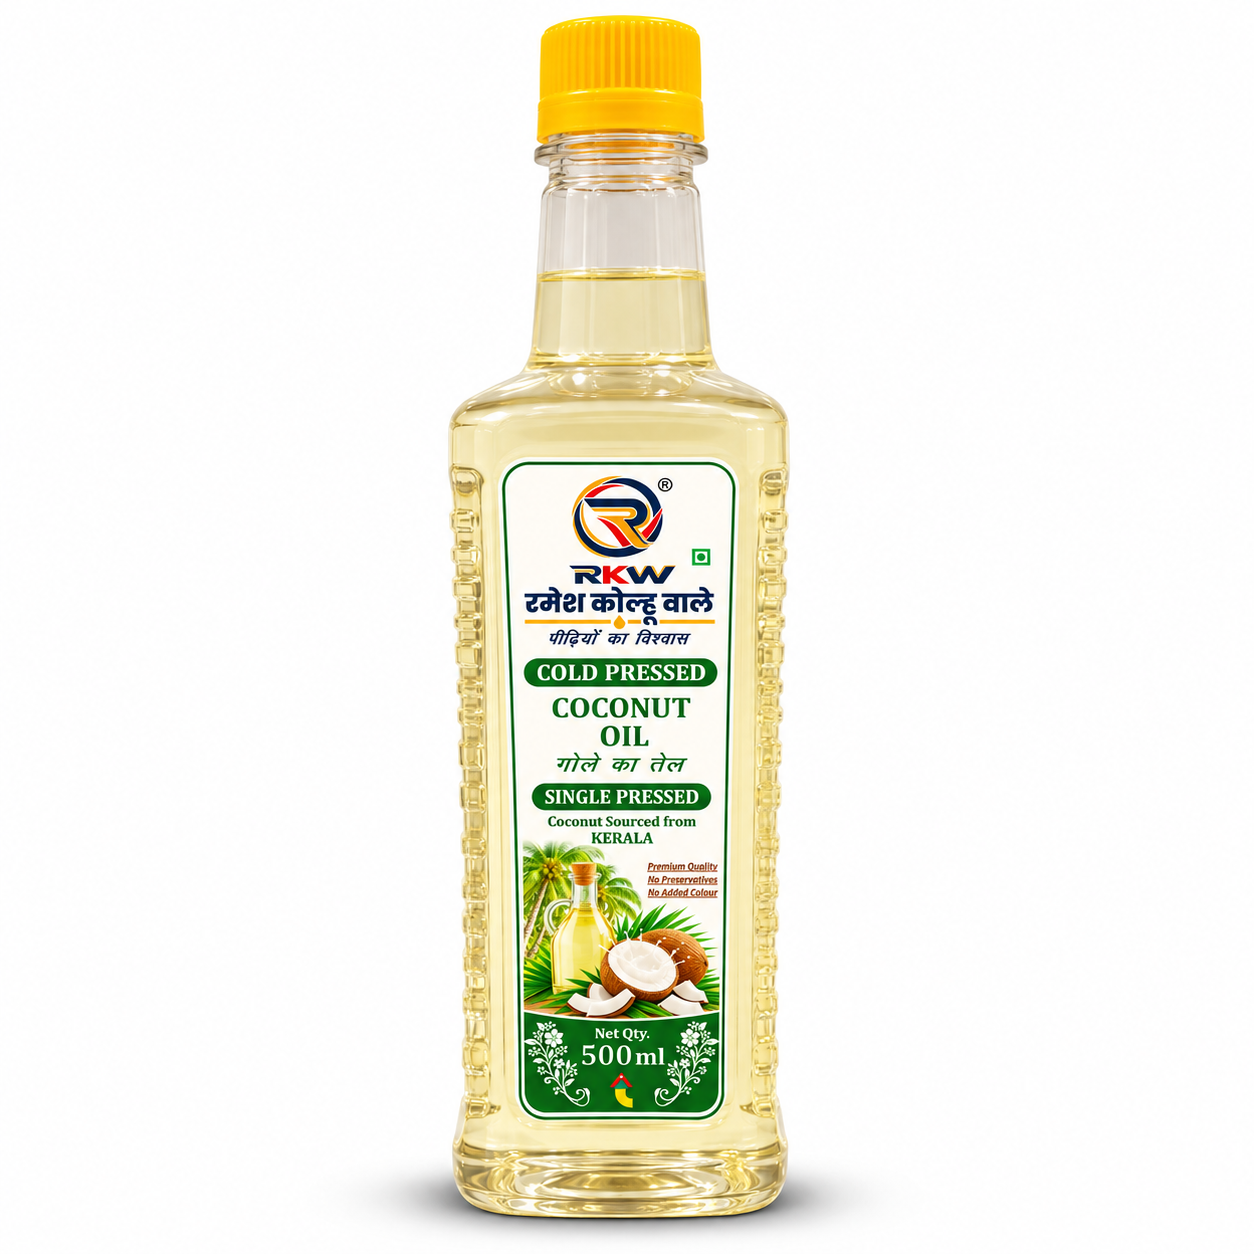 ®
RKW
रमेश कोल्हू वाले
पीढ़ियों का विश्वास
COLD PRESSED
COCONUT
OIL
गोले का तेल
SINGLE PRESSED
Coconut Sourced from
KERALA
Premium Quality
No Preservatives
No Added Colour
Net Qty.
500ml